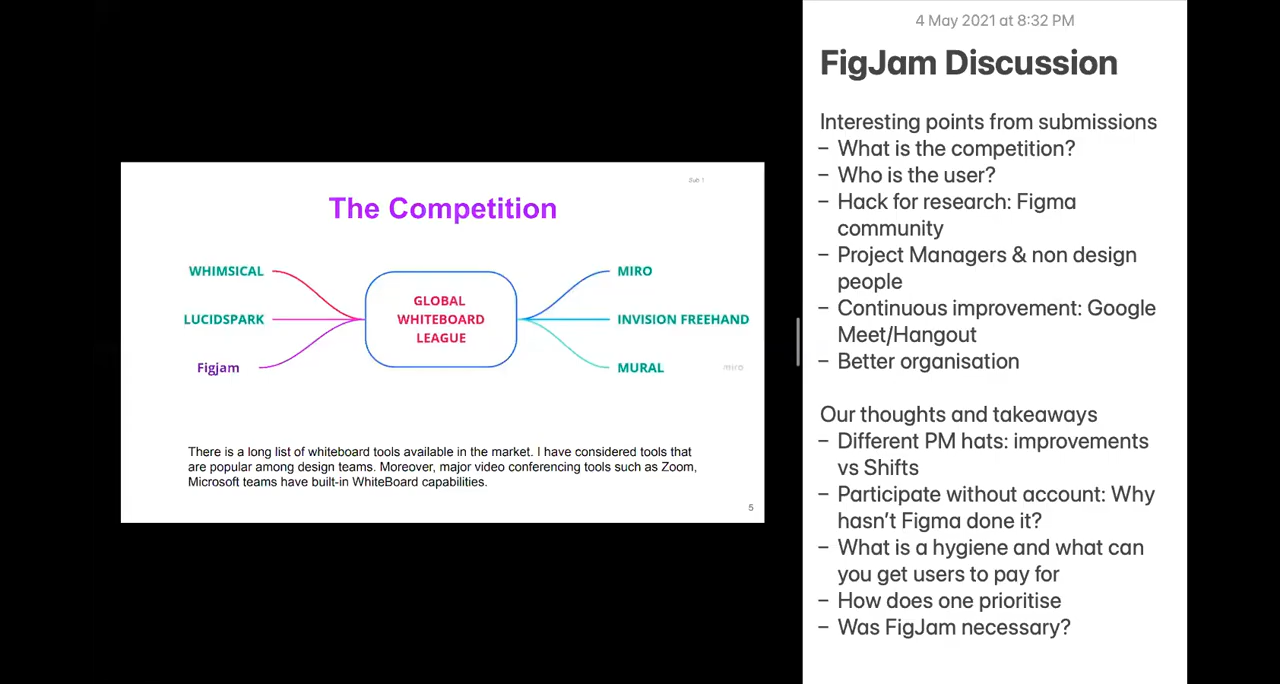 Sub 1
The Competition
WHIMSICAL
LUCIDSPARK
Figjam
GLOBAL
WHITEBOARD
LEAGUE
MIRO
INVISION FREEHAND
MURAL
miro
There is a long list of whiteboard tools available in the market. I have considered tools that
are popular among design teams. Moreover, major video conferencing tools such as Zoom,
Microsoft teams have built-in WhiteBoard capabilities.
5
4 May 2021 at 8:32 PM
FigJam Discussion
Interesting points from submissions
– What is the competition?
– Who is the user?
– Hack for research: Figma
community
– Project Managers & non design
people
– Continuous improvement: Google
Meet/Hangout
– Better organisation
Our thoughts and takeaways
– Different PM hats: improvements
vs Shifts
– Participate without account: Why
hasn't Figma done it?
– What is a hygiene and what can
you get users to pay for
– How does one prioritise
– Was FigJam necessary?